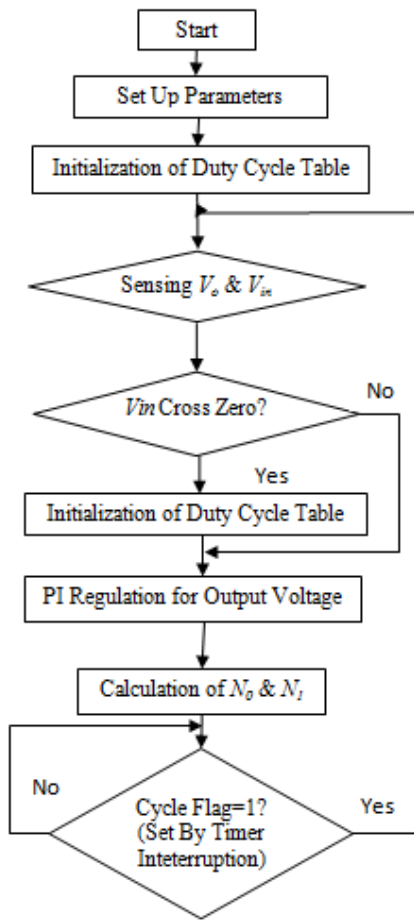 Start
Set Up Parameters
Initialization of Duty Cycle Table
Sensing Vo & Vin
Vin Cross Zero?
No
Yes
Initialization of Duty Cycle Table
PI Regulation for Output Voltage
Calculation of N0 & N1
No
Cycle Flag=1?
(Set By Timer
Inteterruption)
Yes